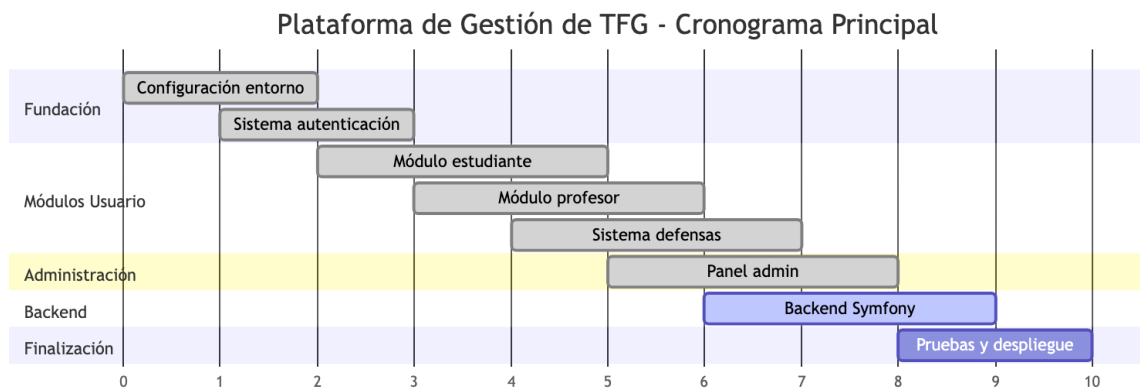 Plataforma de Gestión de TFG - Cronograma Principal
Fundación
Configuración entorno
Sistema autenticación
Módulos Usuario
Módulo estudiante
Módulo profesor
Sistema defensas
Administración
Panel admin
Backend
Backend Symfony
Finalización
Pruebas y despliegue
0 1 2 3 4 5 6 7 8 9 10